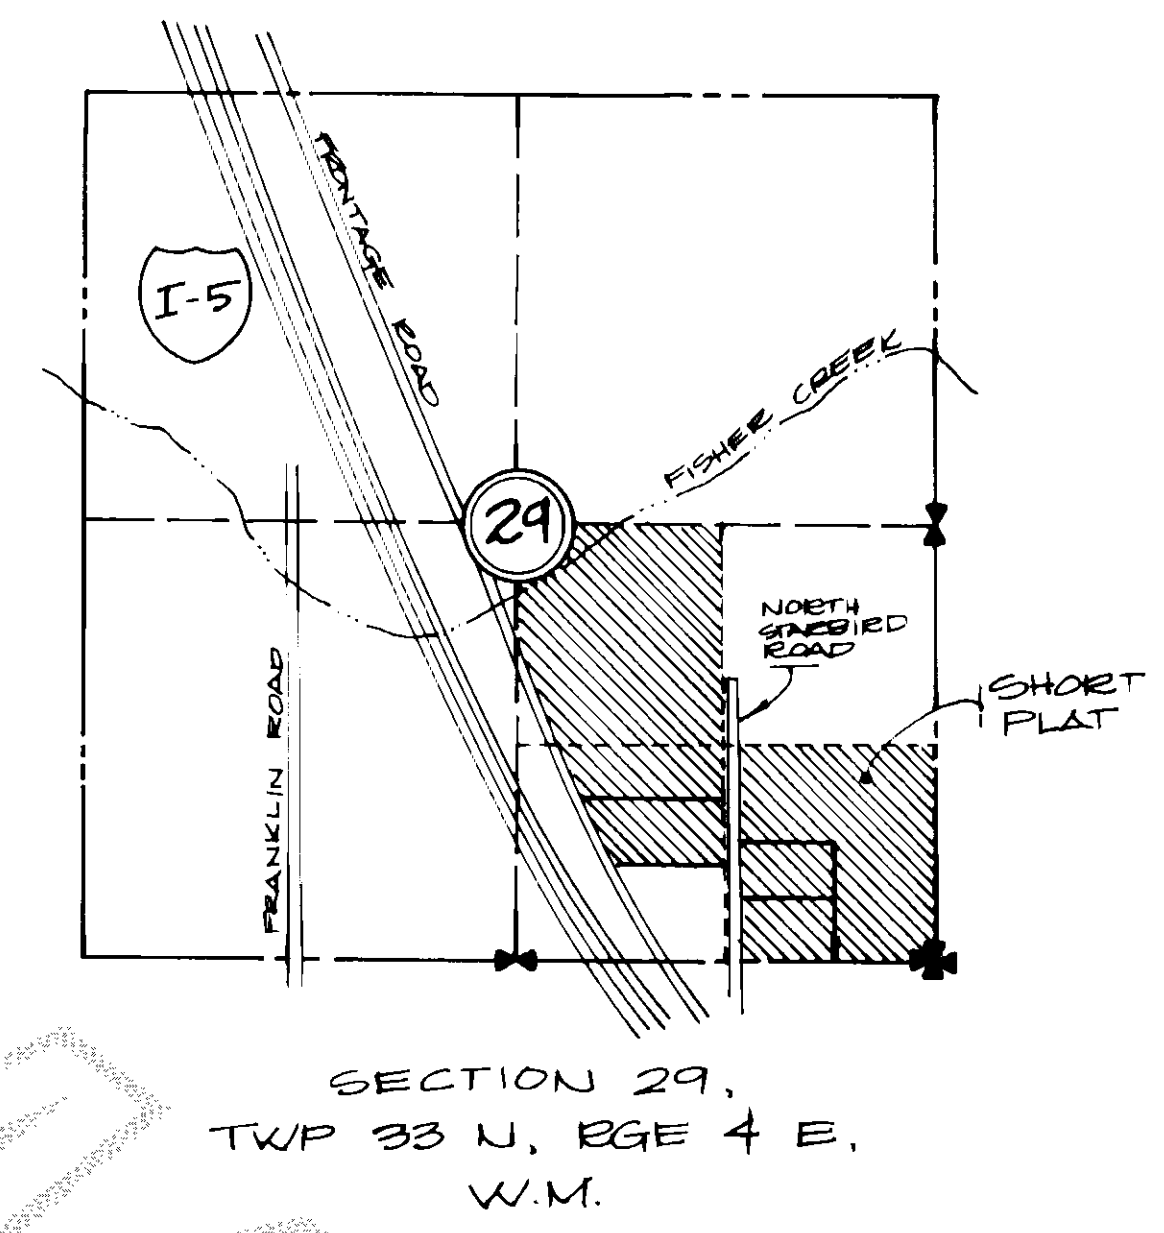 FRONTAGE ROAD
I-5
FISHER CREEK
29
NORTH
STARBIRD
ROAD
SHORT
PLAT
FRANKLIN ROAD
SECTION 29,
TWP 33 N, RGE 4 E,
W.M.